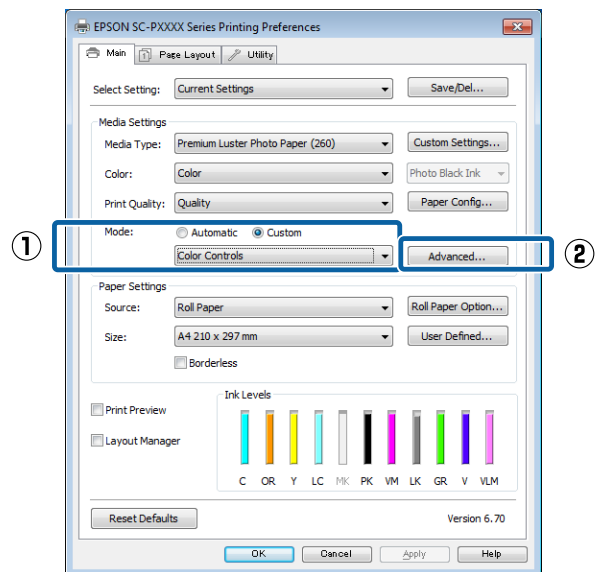 EPSON SC-PXXXX Series Printing Preferences
Main Page Layout Utility
Select Setting: Current Settings Save/Del...
Media Settings
Media Type: Premium Luster Photo Paper (260) Custom Settings...
Color: Color Photo Black Ink
Print Quality: Quality Paper Config...
Mode: Automatic Custom
① Color Controls Advanced... ②
Paper Settings
Source: Roll Paper Roll Paper Option...
Size: A4 210 x 297 mm User Defined...
Borderless
Ink Levels
Print Preview
Layout Manager
C OR Y LC MK PK VM LK GR V VLM
Reset Defaults Version 6.70
OK Cancel Apply Help